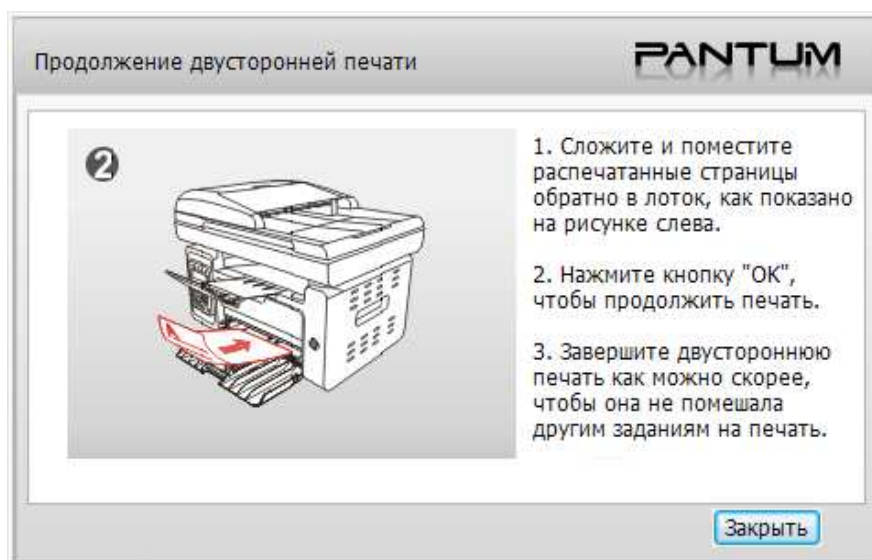 Продолжение двусторонней печати
PANTUM
2
1. Сложите и поместите
распечатанные страницы
обратно в лоток, как показано
на рисунке слева.
2. Нажмите кнопку "ОК",
чтобы продолжить печать.
3. Завершите двустороннюю
печать как можно скорее,
чтобы она не помешала
другим заданиям на печать.
A
Закрыть